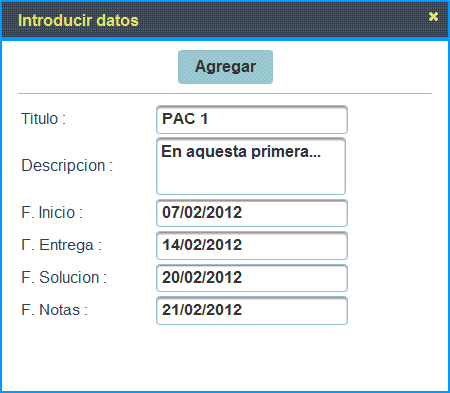 Introducir datos
Agregar
Titulo : PAC 1
Descripcion : En aquesta primera...
F. Inicio : 07/02/2012
F. Entrega : 14/02/2012
F. Solucion : 20/02/2012
F. Notas : 21/02/2012